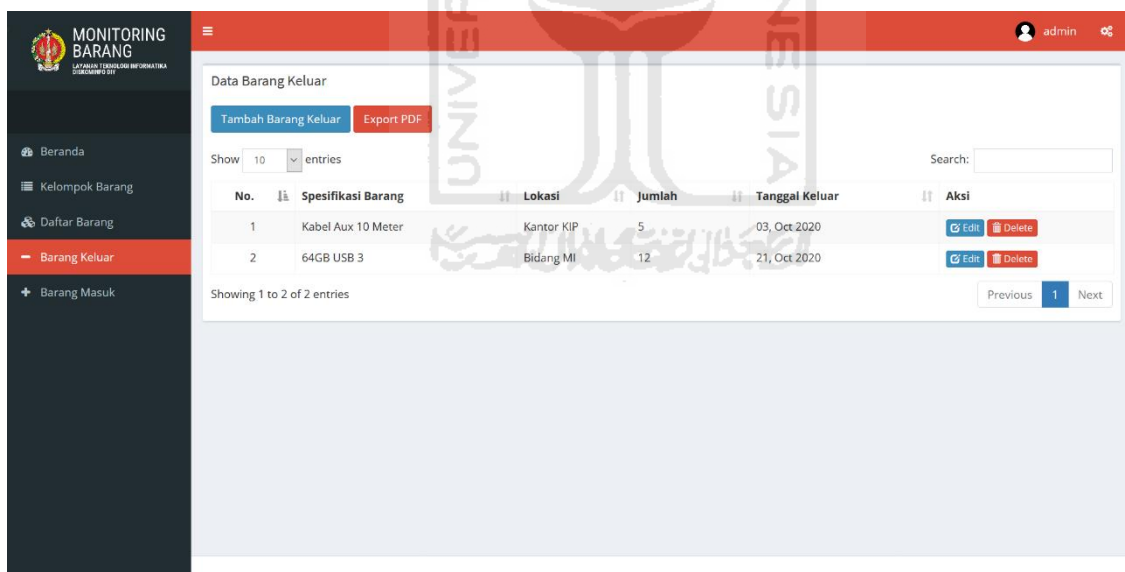 MONITORING
BARANG
LAYANAN TEKNOLOGI INFORMATIKA
DISKOMINFO DIY
admin
Beranda
Kelompok Barang
Daftar Barang
Barang Keluar
Barang Masuk
Data Barang Keluar
Tambah Barang Keluar Export PDF
Show 10 entries Search:
No. Spesifikasi Barang Lokasi Jumlah Tanggal Keluar Aksi
1 Kabel Aux 10 Meter Kantor KIP 5 03, Oct 2020 Edit Delete
2 64GB USB 3 Bidang MI 12 21, Oct 2020 Edit Delete
Showing 1 to 2 of 2 entries Previous 1 Next